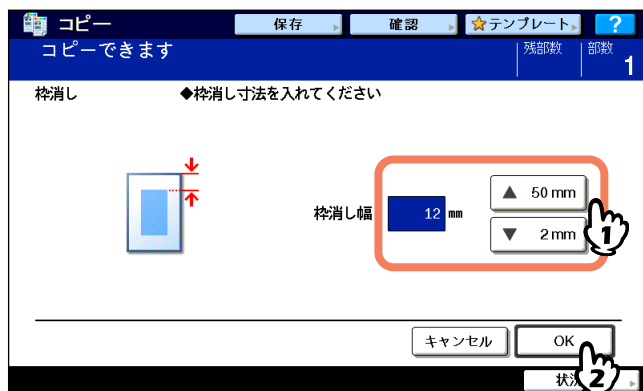 コピー 保存 確認 テンプレート ?
コピーできます 残部数 部数 1
枠消し ◆枠消し寸法を入れてください
▲ 50 mm
枠消し幅 12 mm
▼ 2 mm
1
キャンセル OK
2